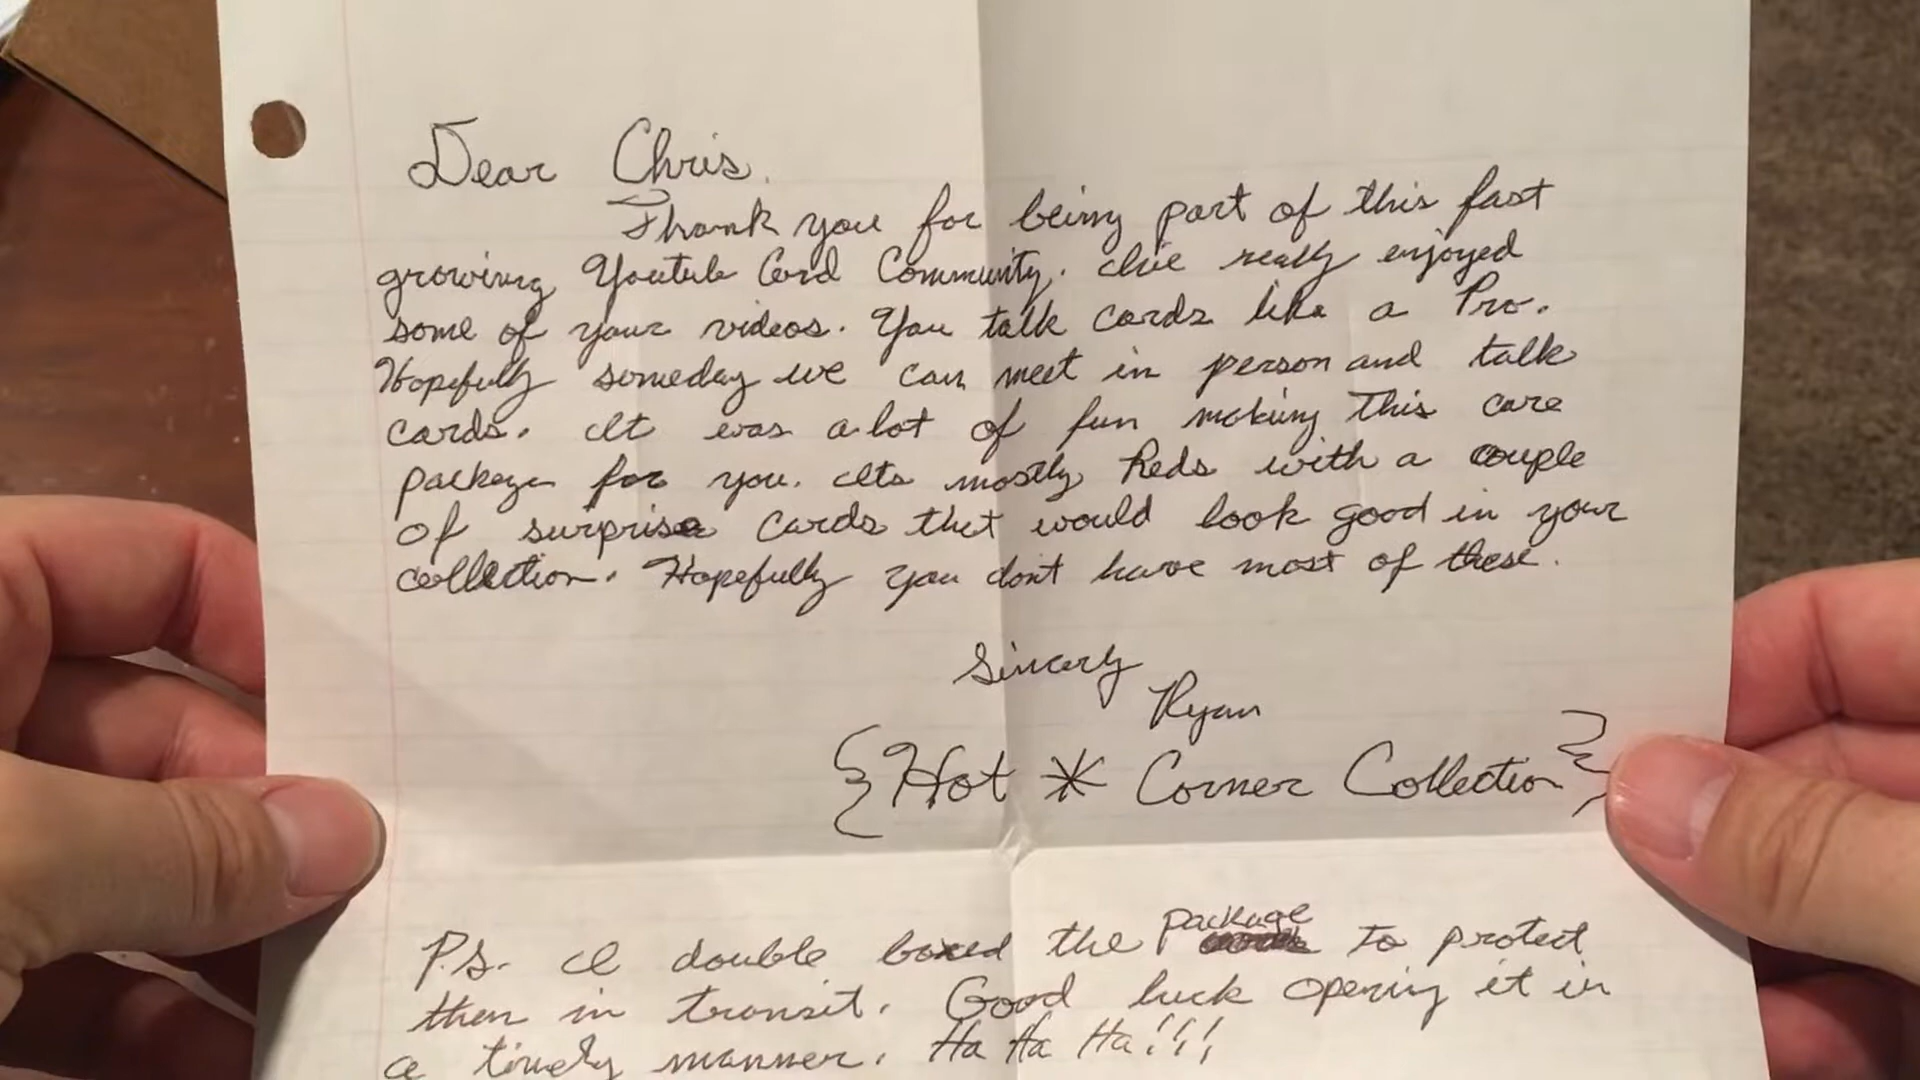 Dear Chris.
Thank you for being part of this fast
growing Youtube Card Community. I've really enjoyed
some of your videos. You talk cards like a Pro.
Hopefully someday we can meet in person and talk
cards. It was a lot of fun making this care
package for you. Its mostly Reds with a couple
of surprise cards that would look good in your
collection. Hopefully you don't have most of these.
Sincerly
Ryan
{Hot * Corner Collection}
P.S. I double boxed the package to protect
them in transit. Good luck opening it in
a timely manner. Ha Ha Ha!!!